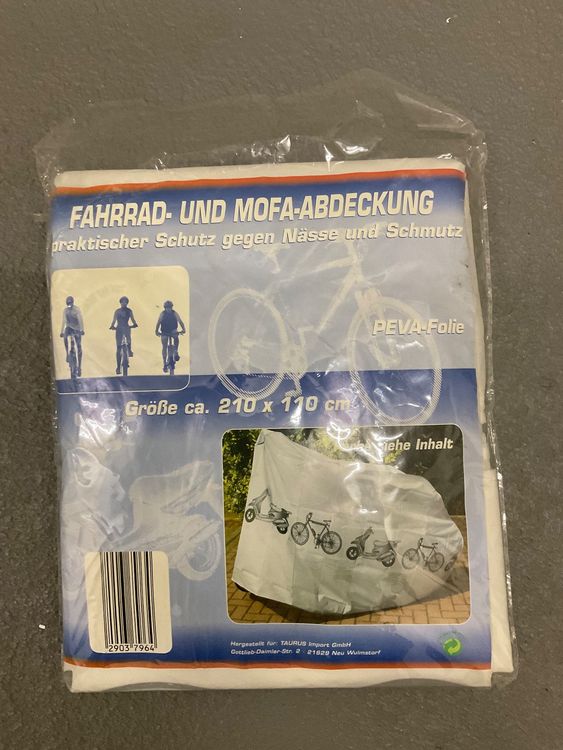 FAHRRAD- UND MOFA-ABDECKUNG
praktischer Schutz gegen Nässe und Schmutz
PEVA-Folie
Größe ca. 210 x 110 cm
siehe Inhalt
2903 7964
Hergestellt für: TAURUS Import GmbH
Gottlieb-Daimler-Str. 2 · 21629 Neu Wulmstorf